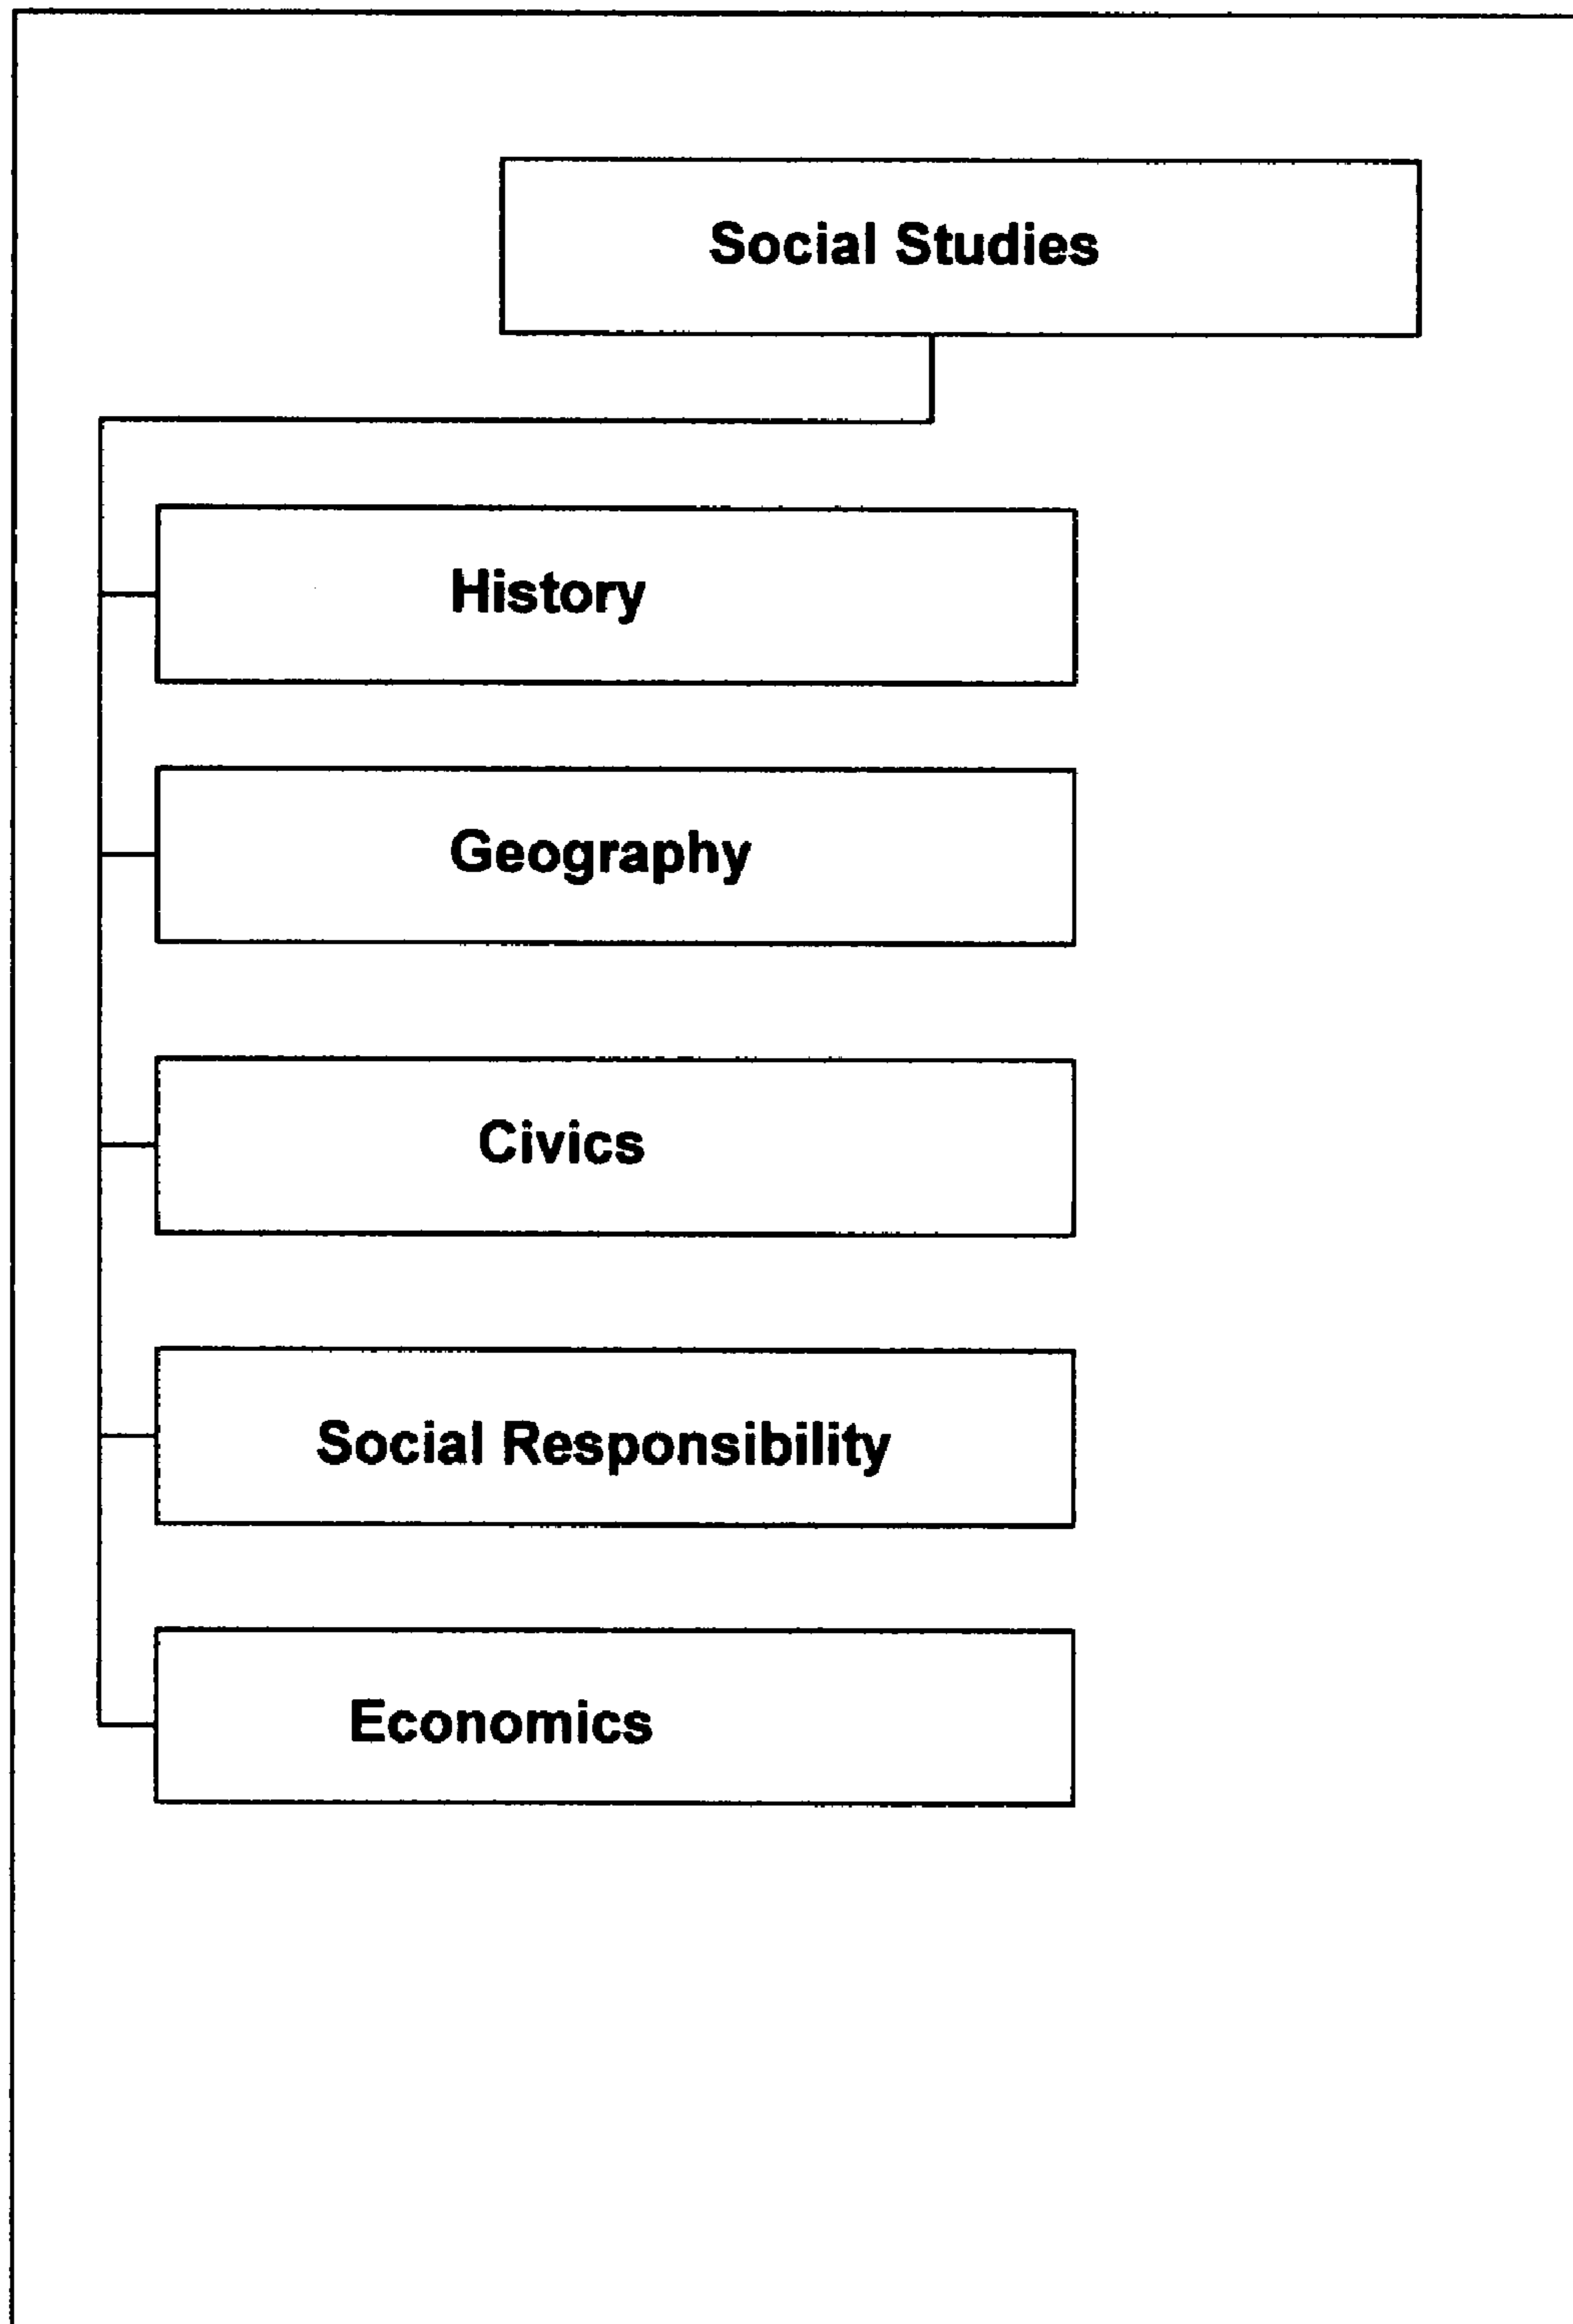 Social Studies
History
Geography
Civics
Social Responsibility
Economics